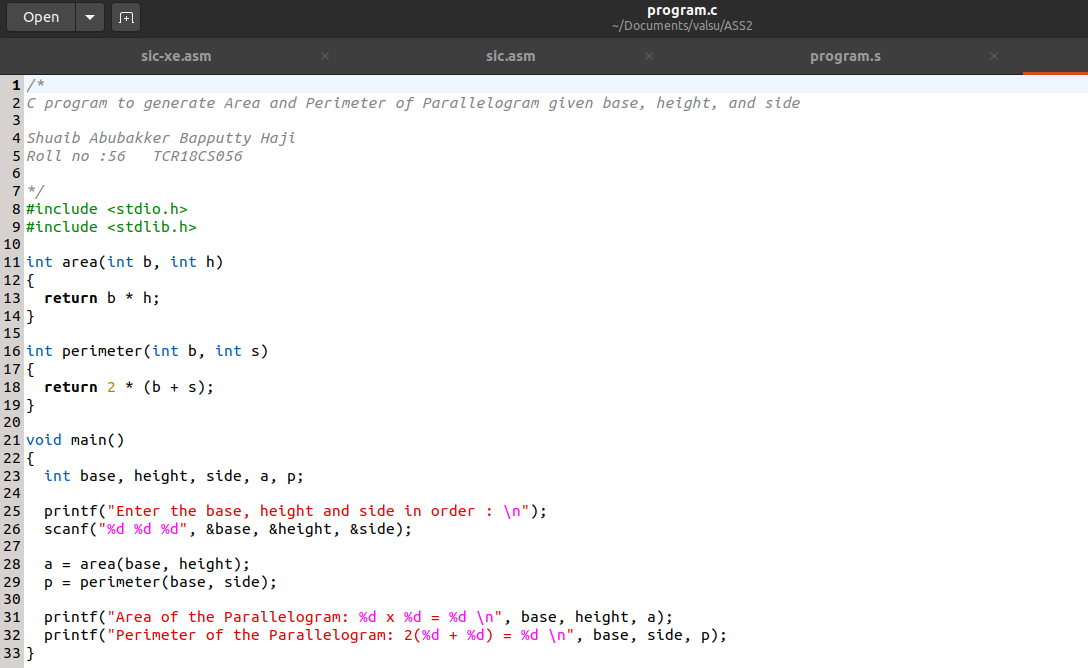 Open
program.c
~/Documents/valsu/ASS2
sic-xe.asm × sic.asm × program.s ×
1 /*
2 C program to generate Area and Perimeter of Parallelogram given base, height, and side
3
4 Shuaib Abubakker Bapputty Haji
5 Roll no :56   TCR18CS056
6
7 */
8 #include <stdio.h>
9 #include <stdlib.h>
10
11 int area(int b, int h)
12 {
13   return b * h;
14 }
15
16 int perimeter(int b, int s)
17 {
18   return 2 * (b + s);
19 }
20
21 void main()
22 {
23   int base, height, side, a, p;
24
25   printf("Enter the base, height and side in order : \n");
26   scanf("%d %d %d", &base, &height, &side);
27
28   a = area(base, height);
29   p = perimeter(base, side);
30
31   printf("Area of the Parallelogram: %d x %d = %d \n", base, height, a);
32   printf("Perimeter of the Parallelogram: 2(%d + %d) = %d \n", base, side, p);
33 }